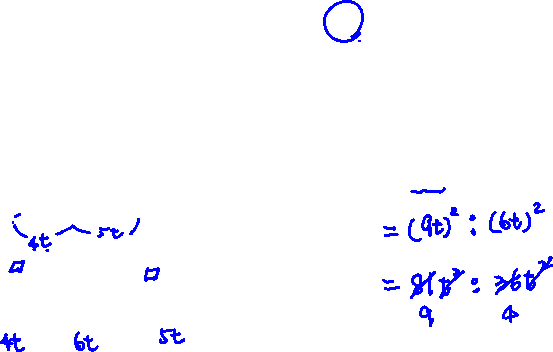 4t 5t
= (9t)² : (6t)²
= 81t² : 36t²
9 4
4t 6t 5t